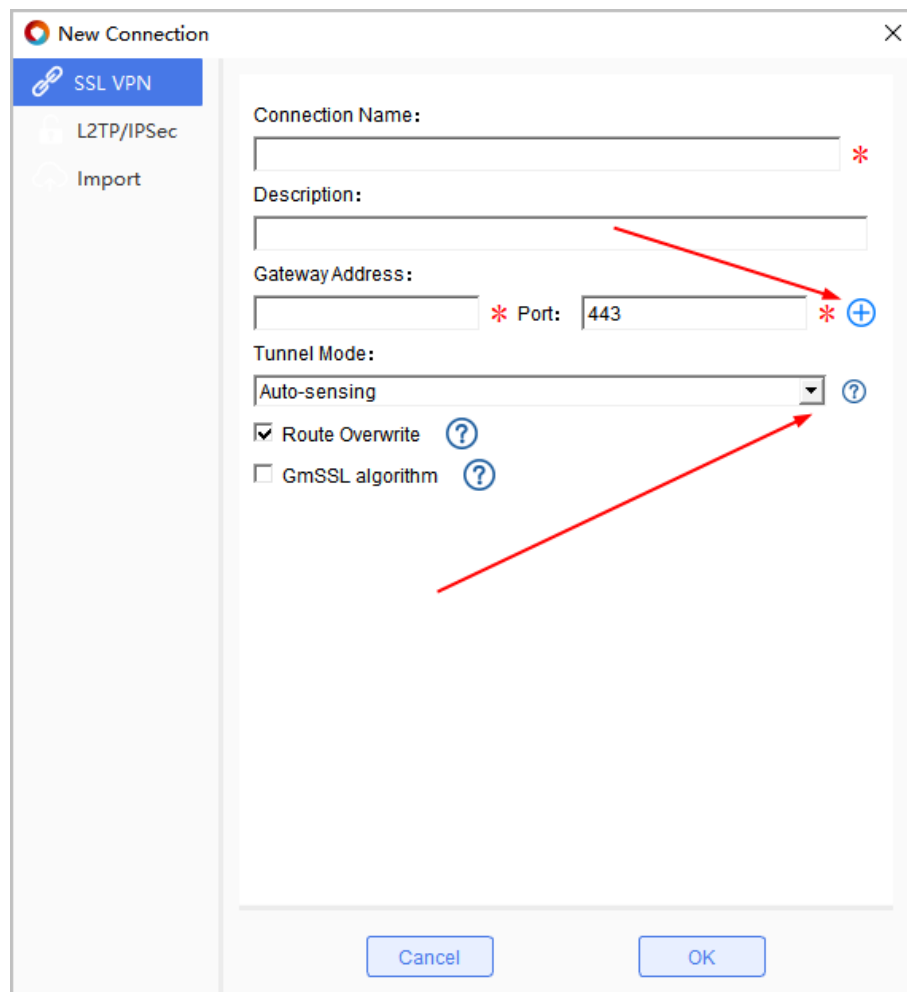 New Connection
SSL VPN
L2TP/IPSec
Import
Connection Name:
*
Description:
Gateway Address:
* Port: 443 *
Tunnel Mode:
Auto-sensing
?
Route Overwrite ?
GmSSL algorithm ?
Cancel OK